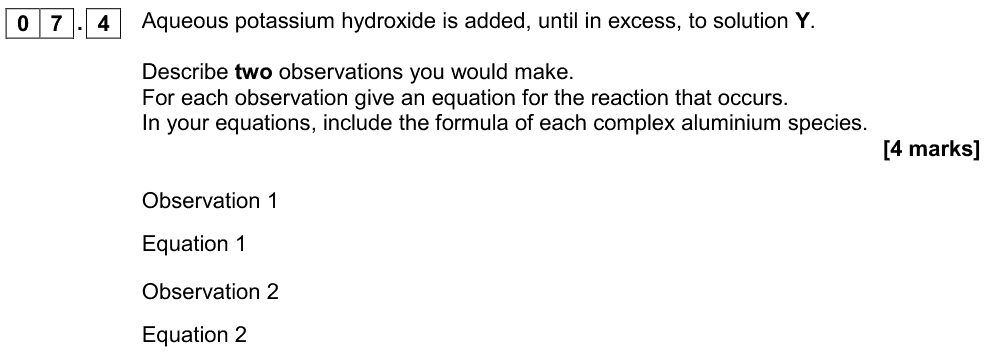 0 7 . 4 Aqueous potassium hydroxide is added, until in excess, to solution Y.
Describe two observations you would make.
For each observation give an equation for the reaction that occurs.
In your equations, include the formula of each complex aluminium species.
[4 marks]
Observation 1
Equation 1
Observation 2
Equation 2